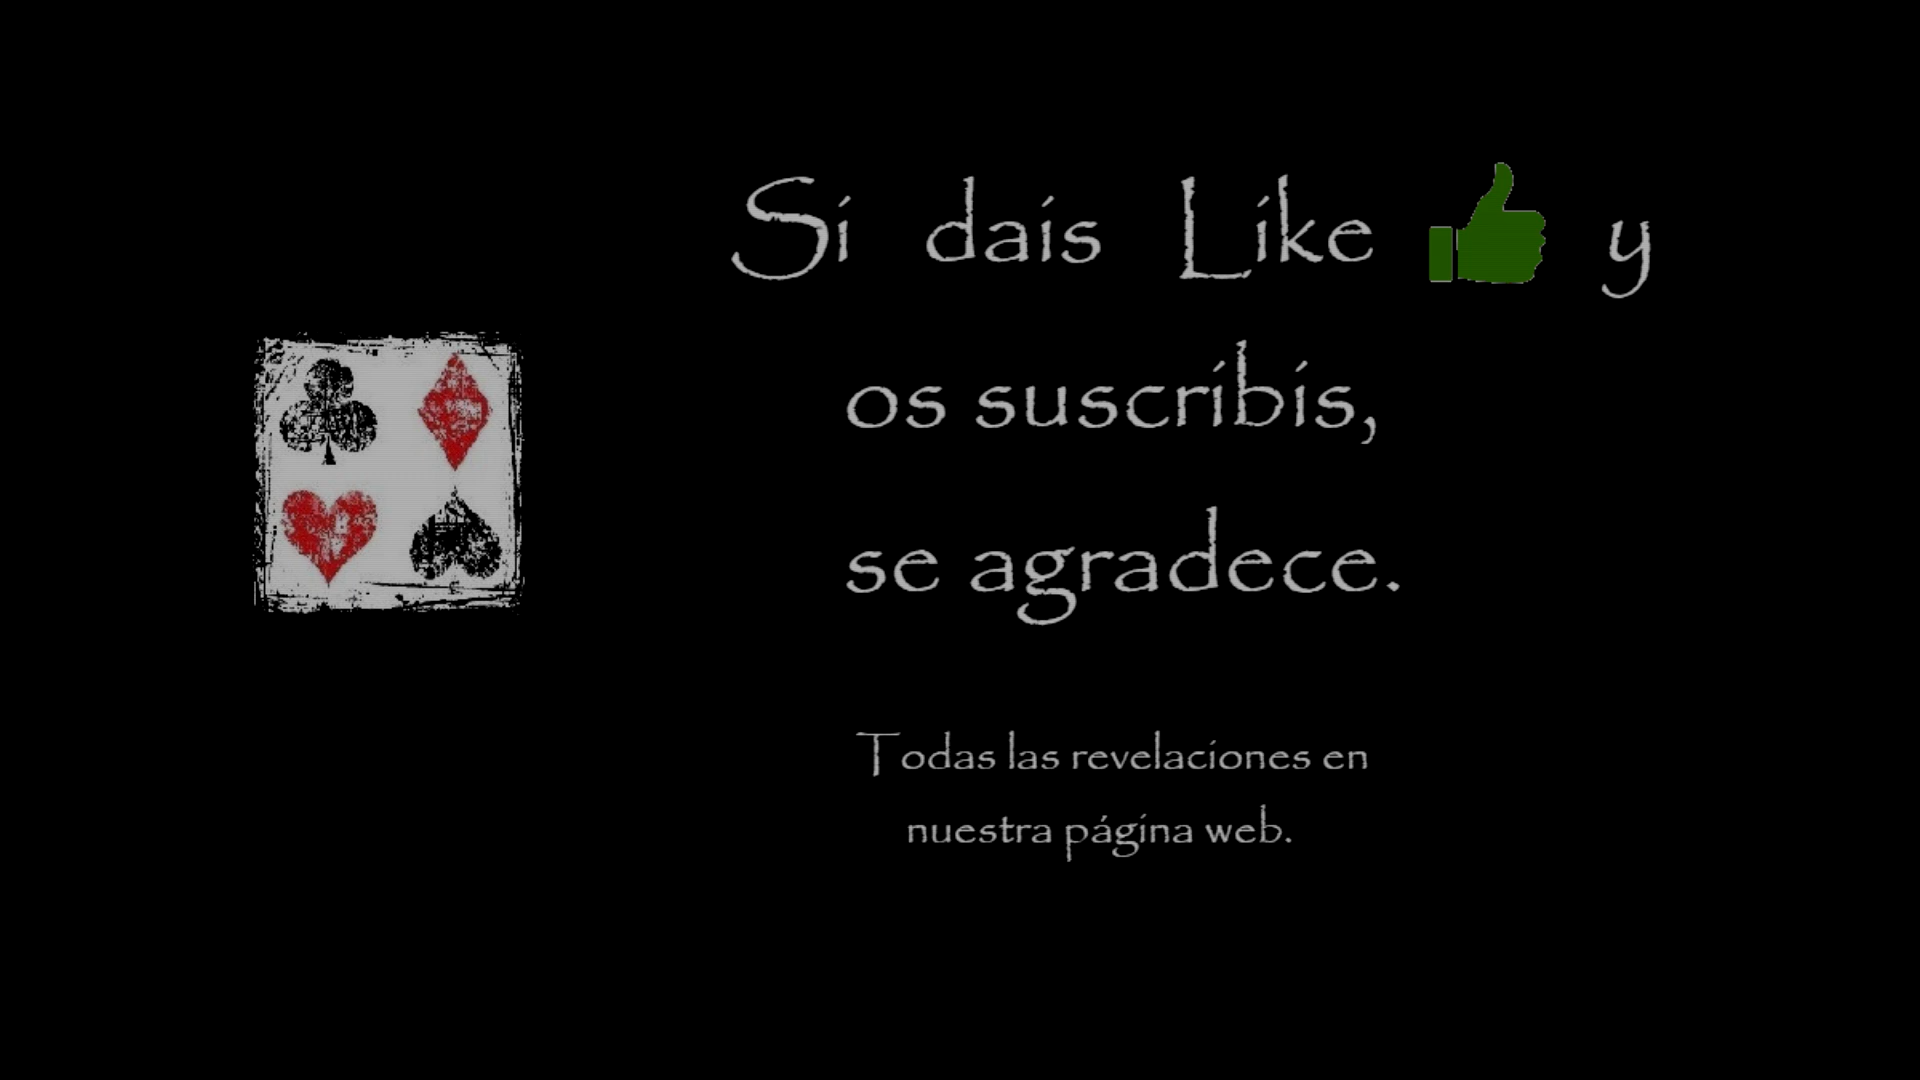 Si dais Like y
os suscribis,
se agradece.
Todas las revelaciones en
nuestra página web.